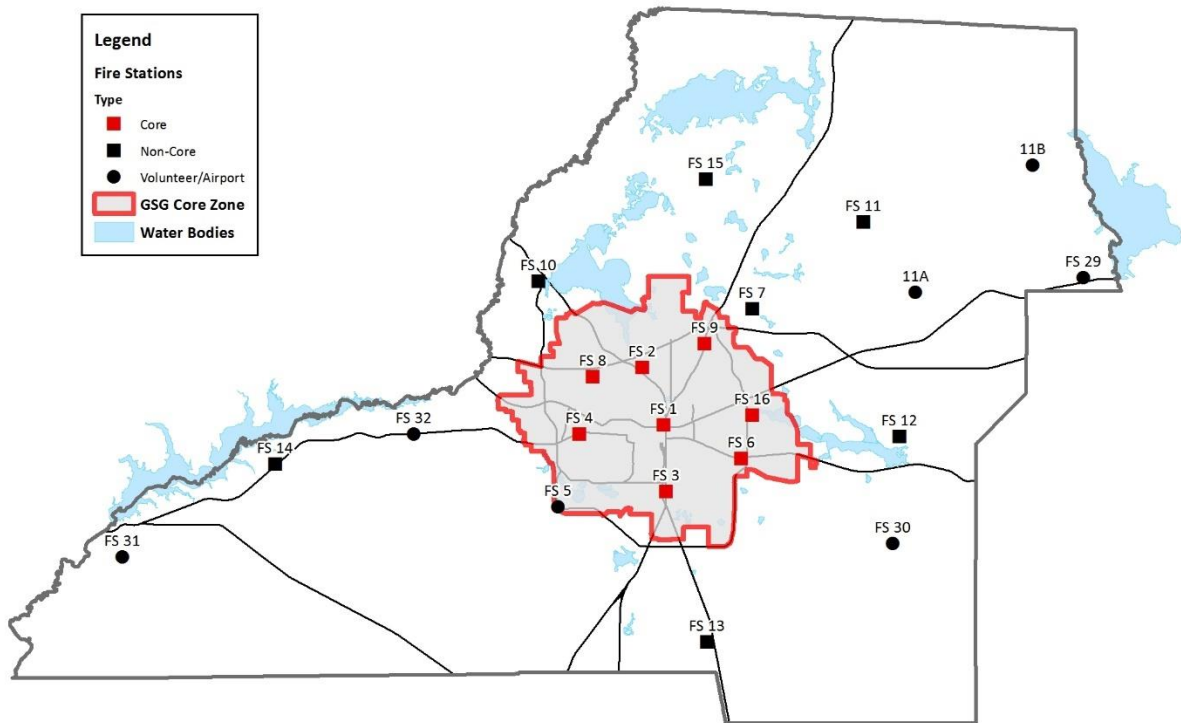 Legend
Fire Stations
Type
Core
Non-Core
Volunteer/Airport
GSG Core Zone
Water Bodies
11B
FS 15
FS 11
FS 10
FS 29
11A
FS 7
FS 9
FS 2
FS 8
FS 16
FS 1
FS 32
FS 4
FS 12
FS 14
FS 6
FS 3
FS 5
FS 30
FS 31
FS 13